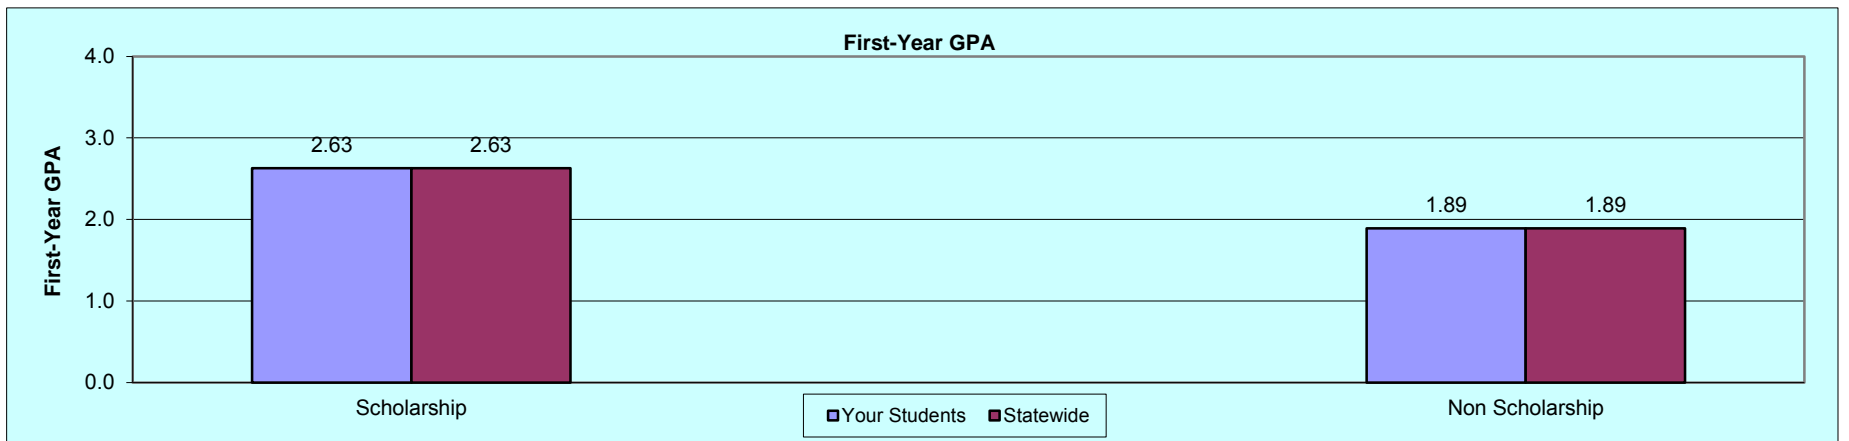 First-Year GPA
4.0
3.0
2.0
1.0
0.0
First-Year GPA
2.63
2.63
1.89
1.89
Scholarship
Non Scholarship
Your Students
Statewide